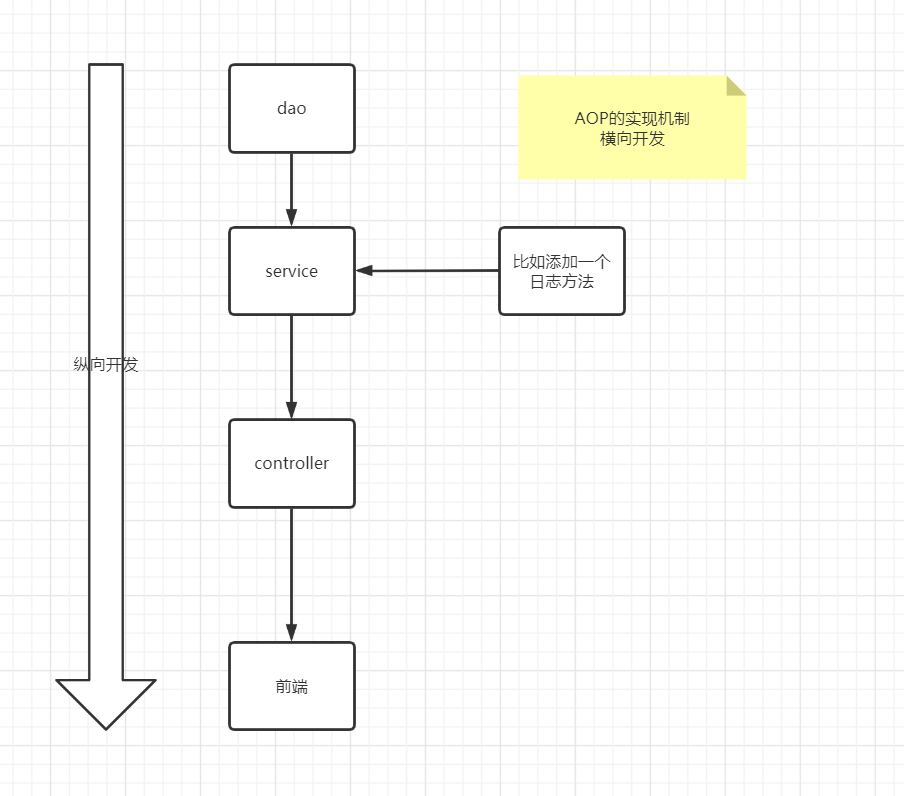 dao
AOP的实现机制
横向开发
service
比如添加一个
日志方法
纵向开发
controller
前端